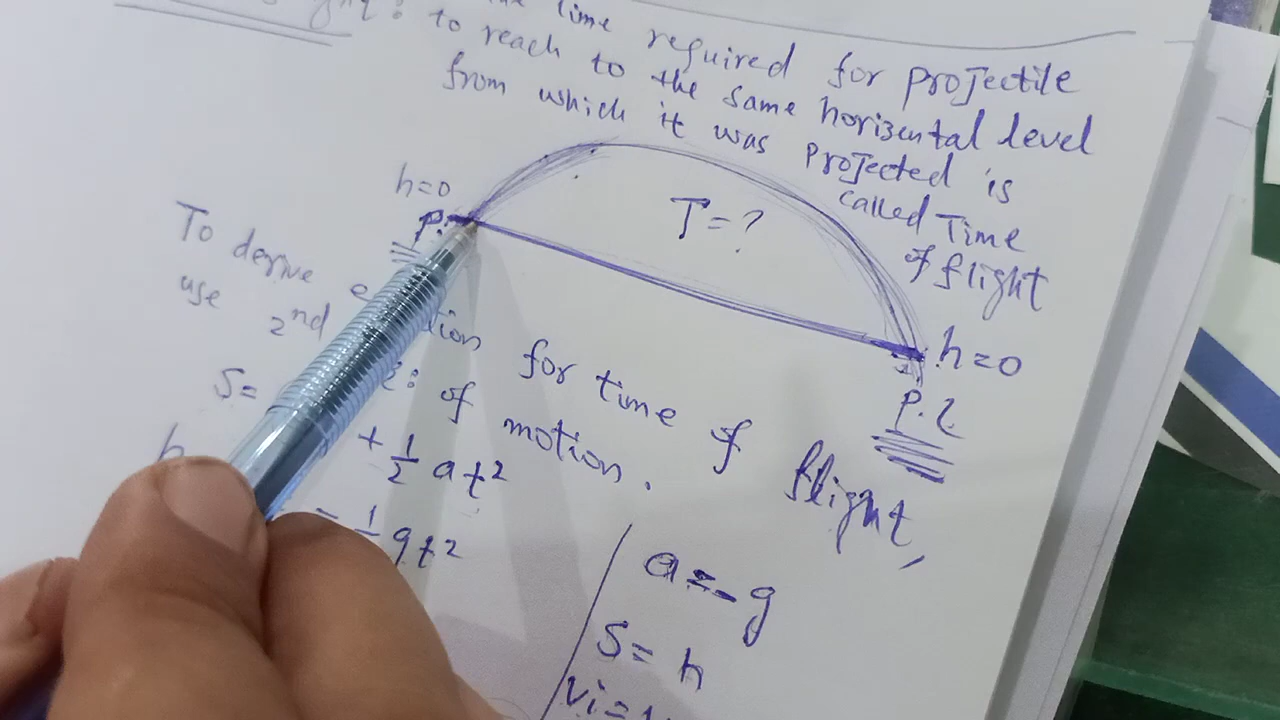 time required for projectile
to reach to the same horizental level
from which it was projected is
called Time
of flight
h=0
P.
T=?
h=0
P.L
To derive for time of flight,
use 2nd of motion.
S= + 1/2 at²
h - 1/2 gt²
a=-g
S=h
Vi=